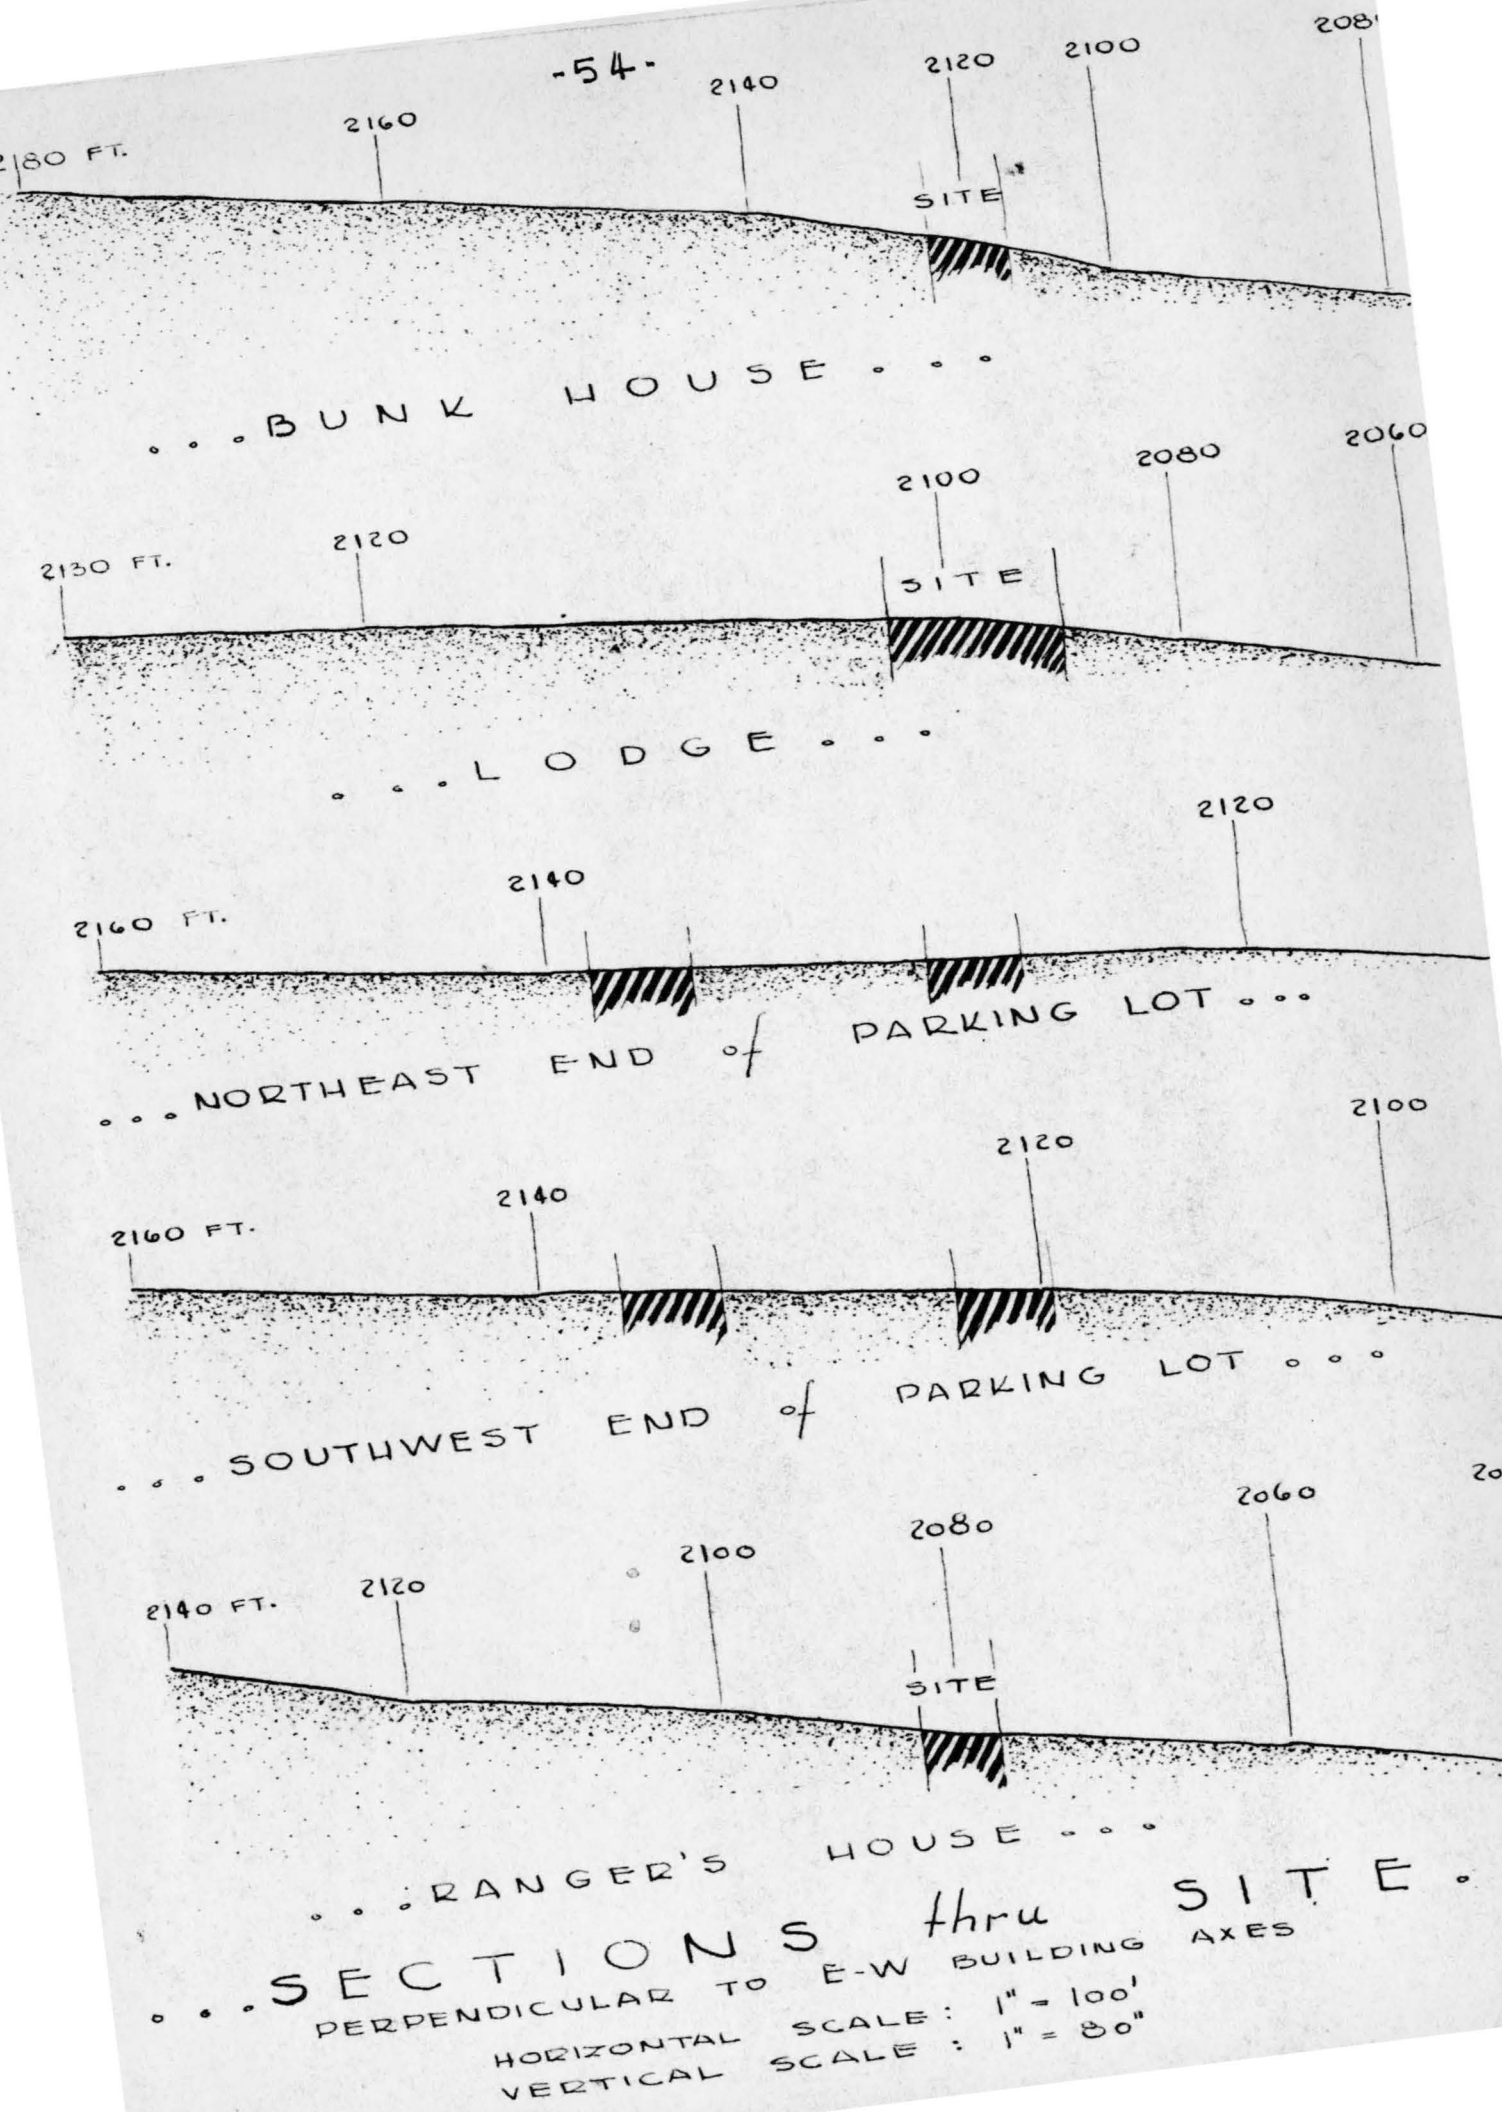 -54-
2180 FT. 2160 2140 2120 2100
SITE
...BUNK HOUSE...
2130 FT. 2120 2100 2080 2060
SITE
...LODGE...
2160 FT. 2140 2120
...NORTHEAST END of PARKING LOT...
2160 FT. 2140 2120 2100
...SOUTHWEST END of PARKING LOT...
2140 FT. 2120 2100 2080 2060
SITE
...RANGER'S HOUSE...
...SECTIONS thru SITE.
PERPENDICULAR TO E-W BUILDING AXES
HORIZONTAL SCALE: 1" = 100'
VERTICAL SCALE: 1" = 80"